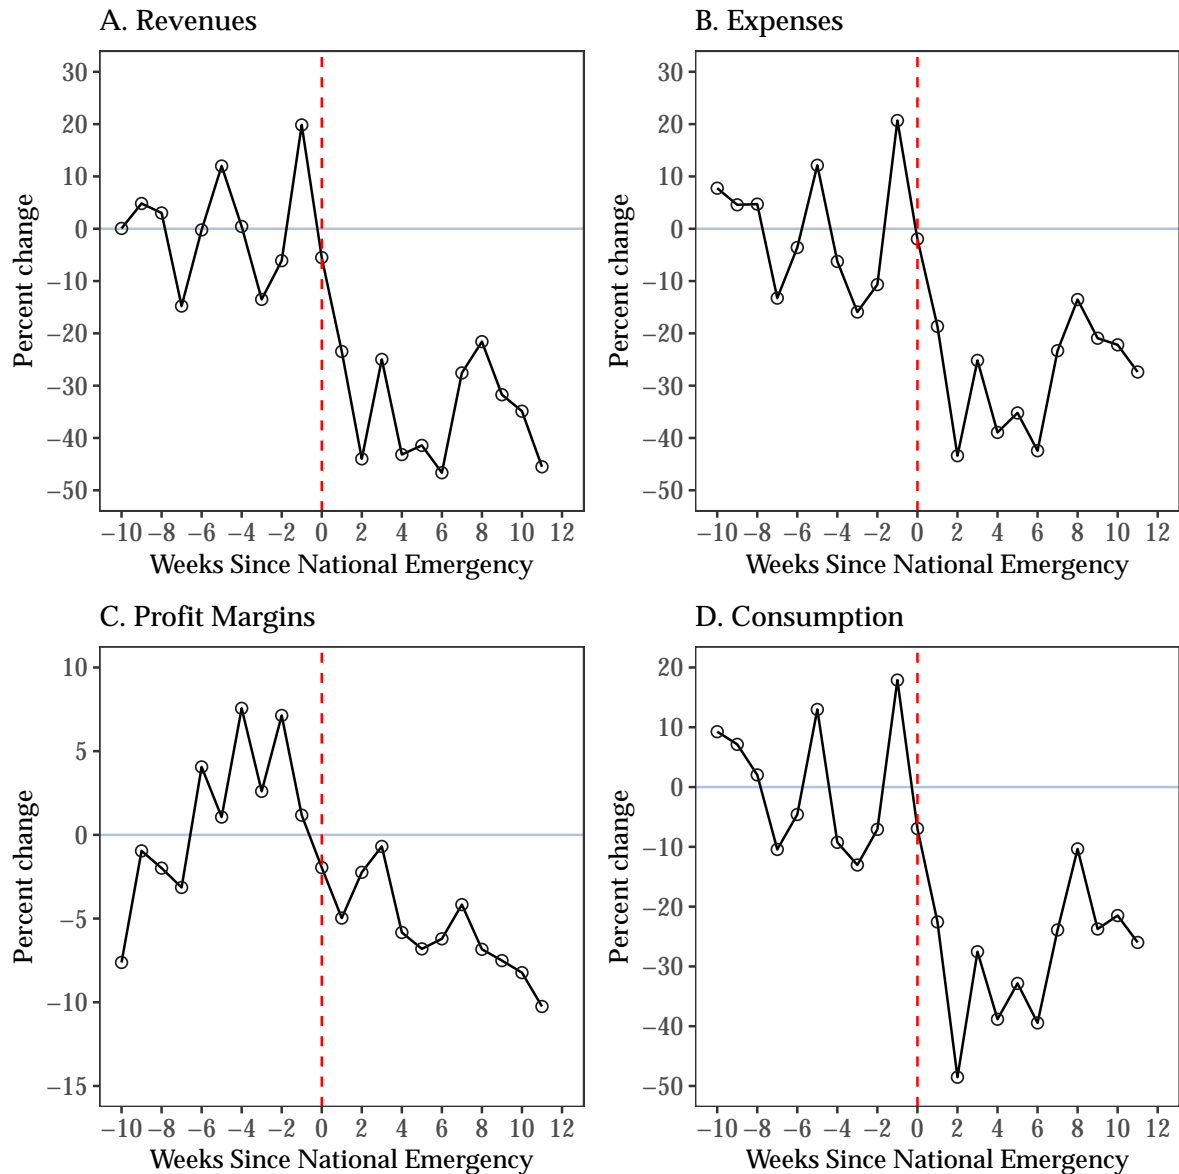 A. Revenues
30
20
10
0
−10
−20
−30
−40
−50
Percent change
−10 −8 −6 −4 −2 0 2 4 6 8 10 12
Weeks Since National Emergency
B. Expenses
30
20
10
0
−10
−20
−30
−40
−50
Percent change
−10 −8 −6 −4 −2 0 2 4 6 8 10 12
Weeks Since National Emergency
C. Profit Margins
10
5
0
−5
−10
−15
Percent change
−10 −8 −6 −4 −2 0 2 4 6 8 10 12
Weeks Since National Emergency
D. Consumption
20
10
0
−10
−20
−30
−40
−50
Percent change
−10 −8 −6 −4 −2 0 2 4 6 8 10 12
Weeks Since National Emergency